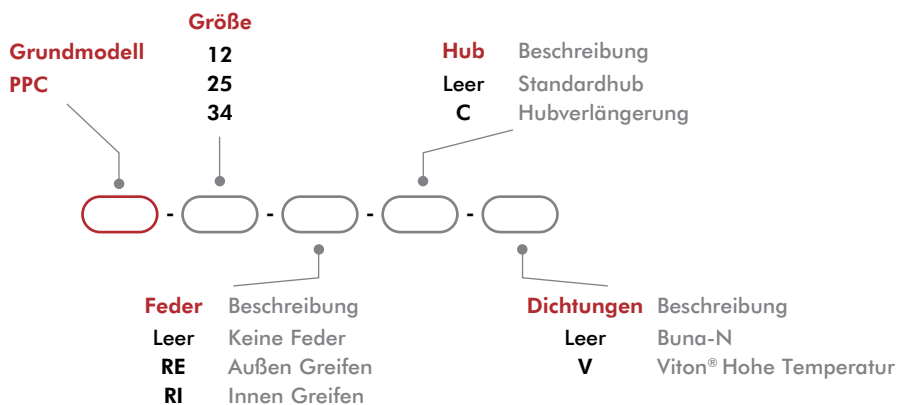 Größe
Grundmodell 12 Hub Beschreibung
PPC 25 Leer Standardhub
34 C Hubverlängerung
- - - -
Feder Beschreibung Dichtungen Beschreibung
Leer Keine Feder Leer Buna-N
RE Außen Greifen V Viton® Hohe Temperatur
RI Innen Greifen